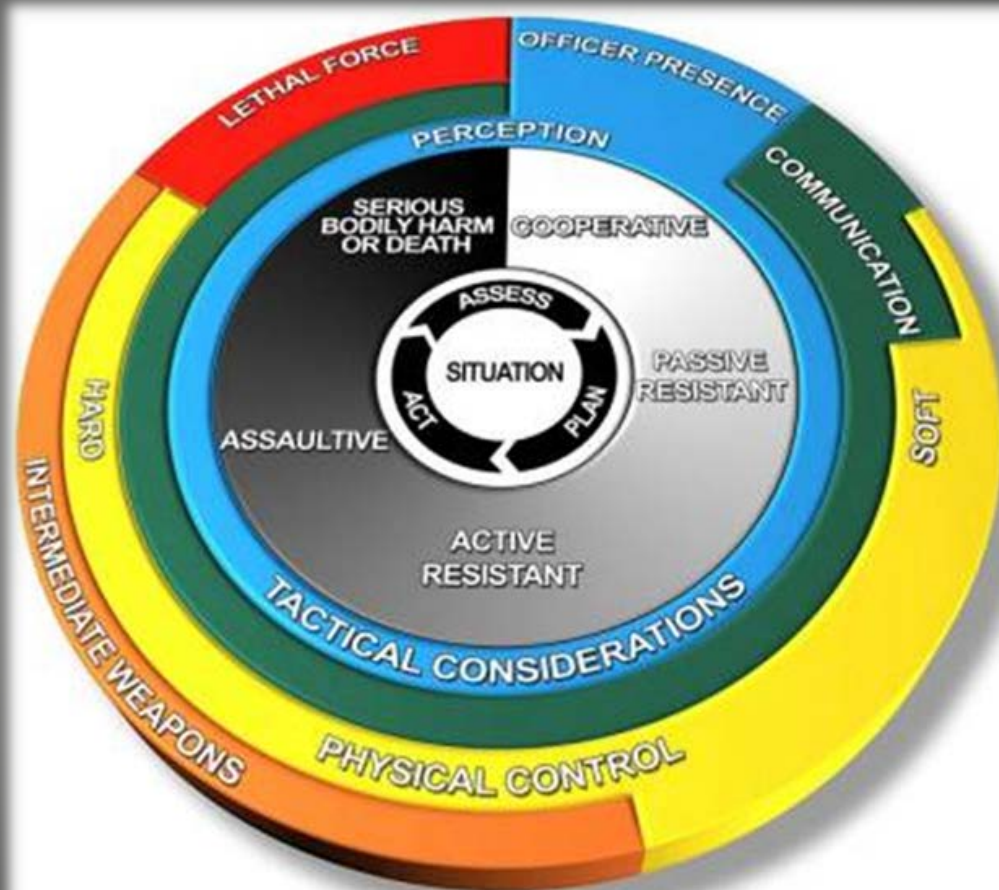 LETHAL FORCE
OFFICER PRESENCE
COMMUNICATION
PERCEPTION
SERIOUS
BODILY HARM
OR DEATH
COOPERATIVE
ASSESS
SITUATION
PLAN
ACT
PASSIVE
RESISTANT
ASSAULTIVE
ACTIVE
RESISTANT
HARD
SOFT
TACTICAL CONSIDERATIONS
INTERMEDIATE WEAPONS
PHYSICAL CONTROL